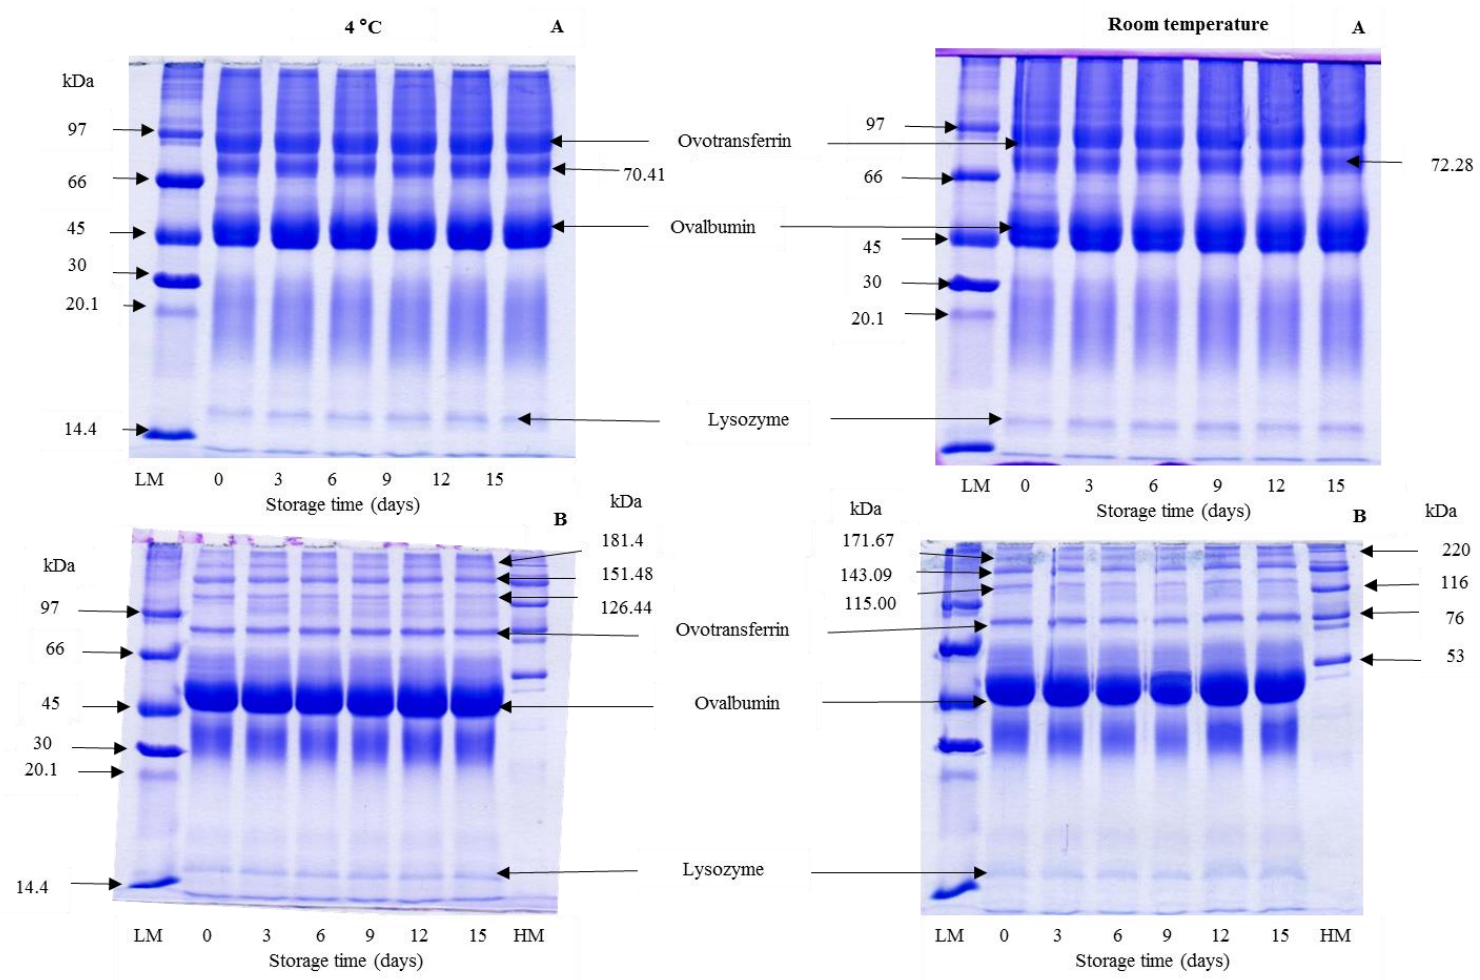 4 °C
A
Room temperature
A
kDa
97
66
45
30
20.1
14.4
Ovotransferrin
70.41
Ovalbumin
Lysozyme
97
66
45
30
20.1
72.28
LM 0 3 6 9 12 15
Storage time (days)
LM 0 3 6 9 12 15
Storage time (days)
B
kDa
97
66
45
30
20.1
14.4
kDa
181.4
151.48
126.44
Ovotransferrin
Ovalbumin
Lysozyme
kDa
171.67
143.09
115.00
B
kDa
220
116
76
53
LM 0 3 6 9 12 15 HM
Storage time (days)
LM 0 3 6 9 12 15 HM
Storage time (days)